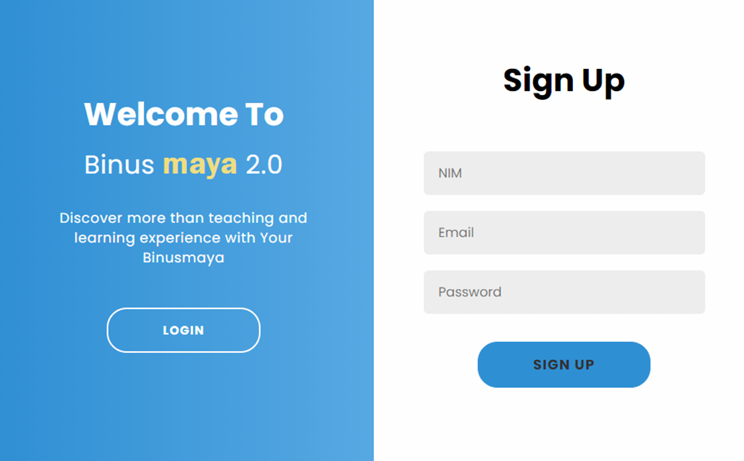 Welcome To
Binus maya 2.0
Discover more than teaching and
learning experience with Your
Binusmaya
LOGIN
Sign Up
NIM
Email
Password
SIGN UP